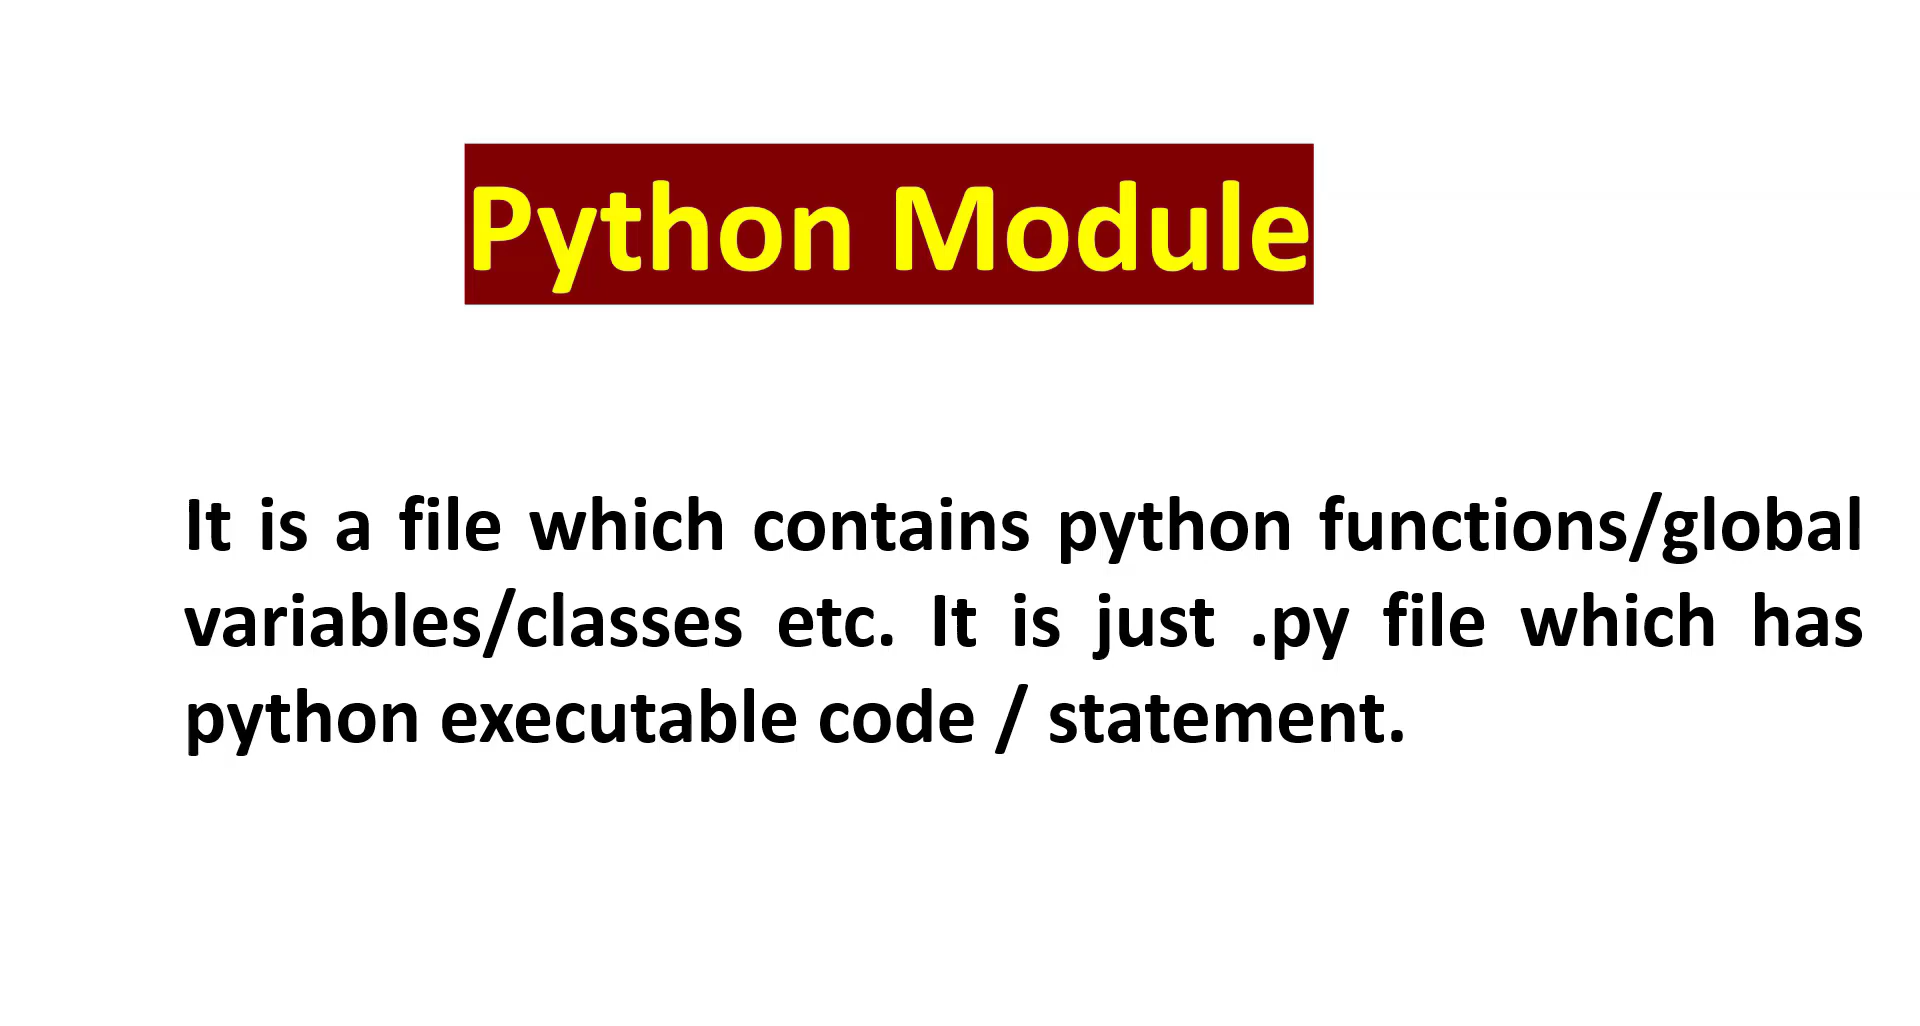 Python Module
It is a file which contains python functions/global
variables/classes etc. It is just .py file which has
python executable code / statement.